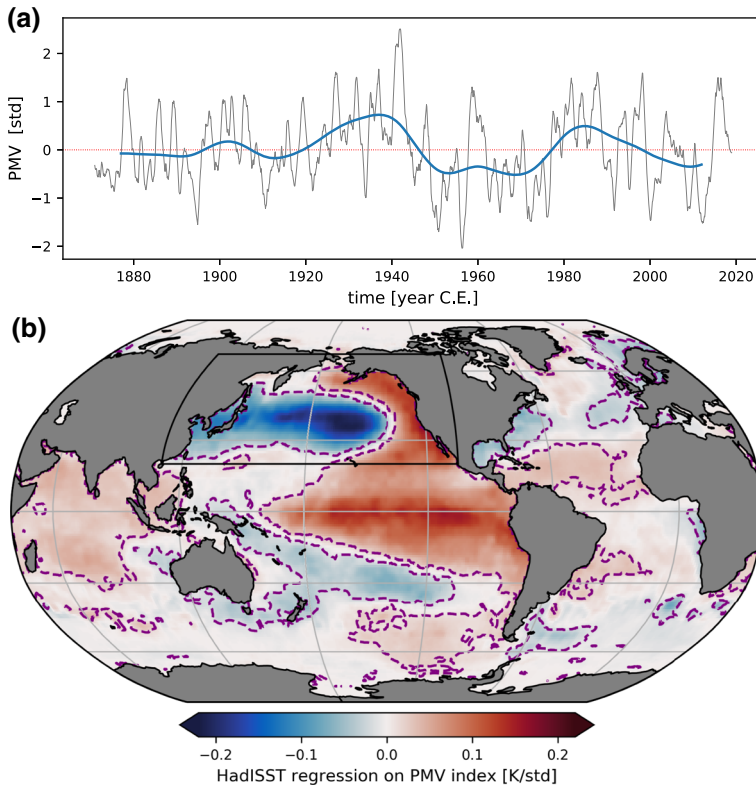 (a)
2
1
0
−1
−2
PMV [std]
1880 1900 1920 1940 1960 1980 2000 2020
time [year C.E.]
(b)
−0.2 −0.1 0.0 0.1 0.2
HadISST regression on PMV index [K/std]